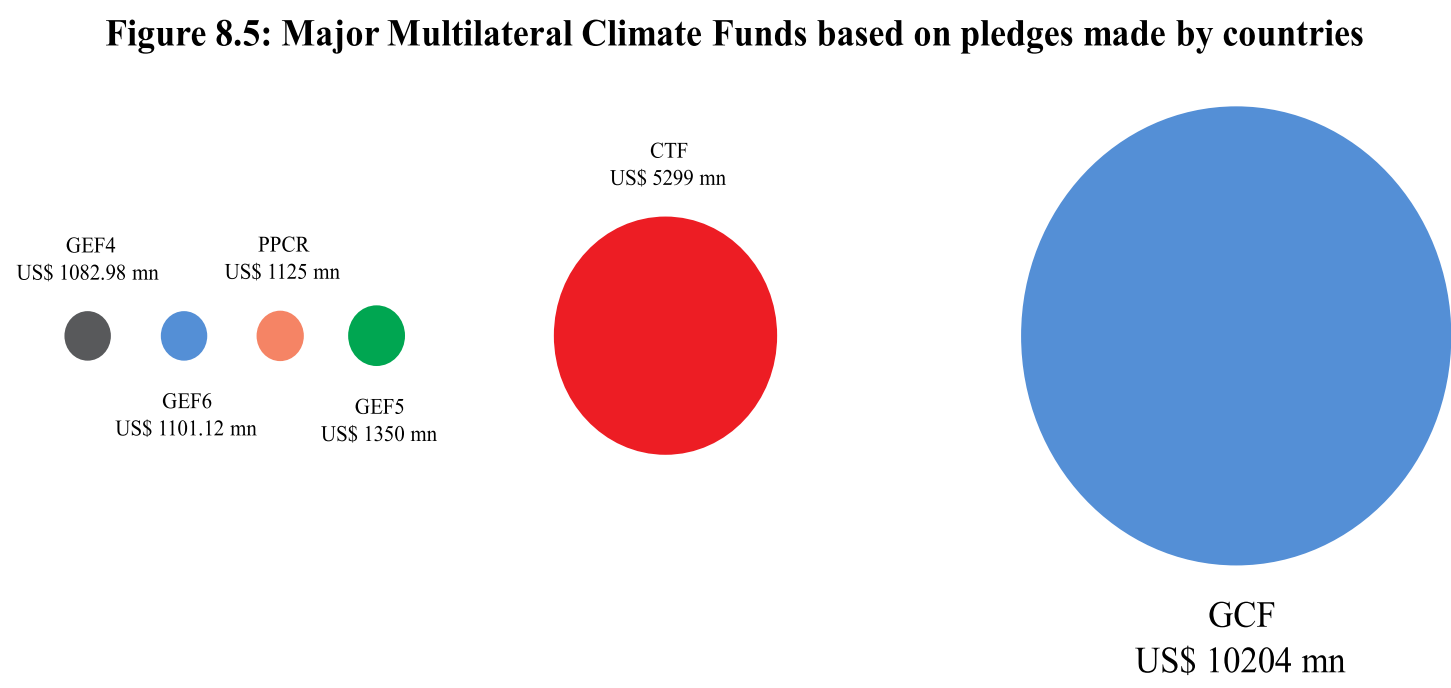 Figure 8.5: Major Multilateral Climate Funds based on pledges made by countries
GEF4
US$ 1082.98 mn
GEF6
US$ 1101.12 mn
PPCR
US$ 1125 mn
GEF5
US$ 1350 mn
CTF
US$ 5299 mn
GCF
US$ 10204 mn